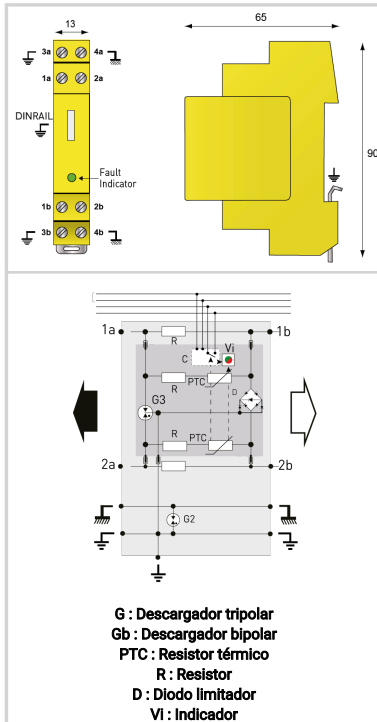 13
65
3a
4a
1a
2a
DINRAIL
90
Fault
Indicator
1b
2b
3b
4b
1a
1b
R
C
Vi
R
PTC
D
G3
R
PTC
2a
2b
G2
G : Descargador tripolar
Gb : Descargador bipolar
PTC : Resistor térmico
R : Resistor
D : Diodo limitador
Vi : Indicador